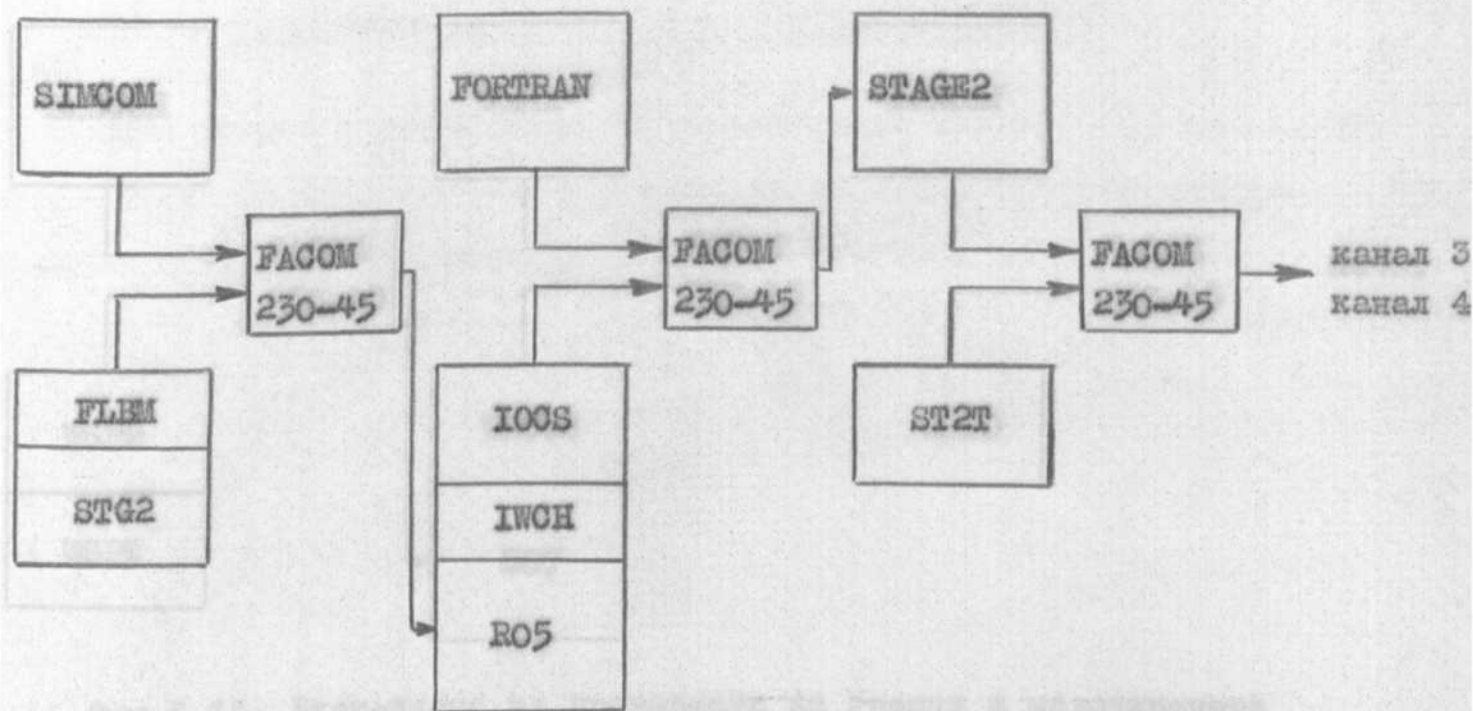 SIMCOM
FORTRAN
STAGE2
FACOM
230-45
FACOM
230-45
FACOM
230-45
канал 3
канал 4
FLBM
STG2
IOCS
IWCH
RO5
ST2T